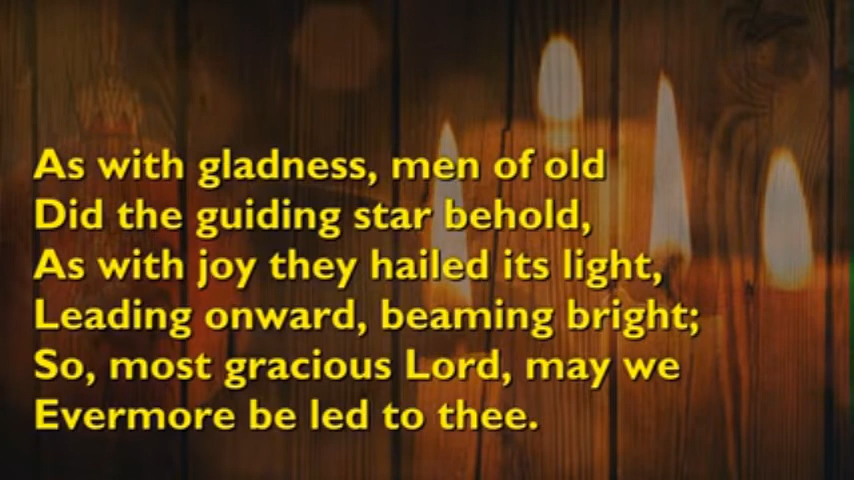 As with gladness, men of old
Did the guiding star behold,
As with joy they hailed its light,
Leading onward, beaming bright;
So, most gracious Lord, may we
Evermore be led to thee.